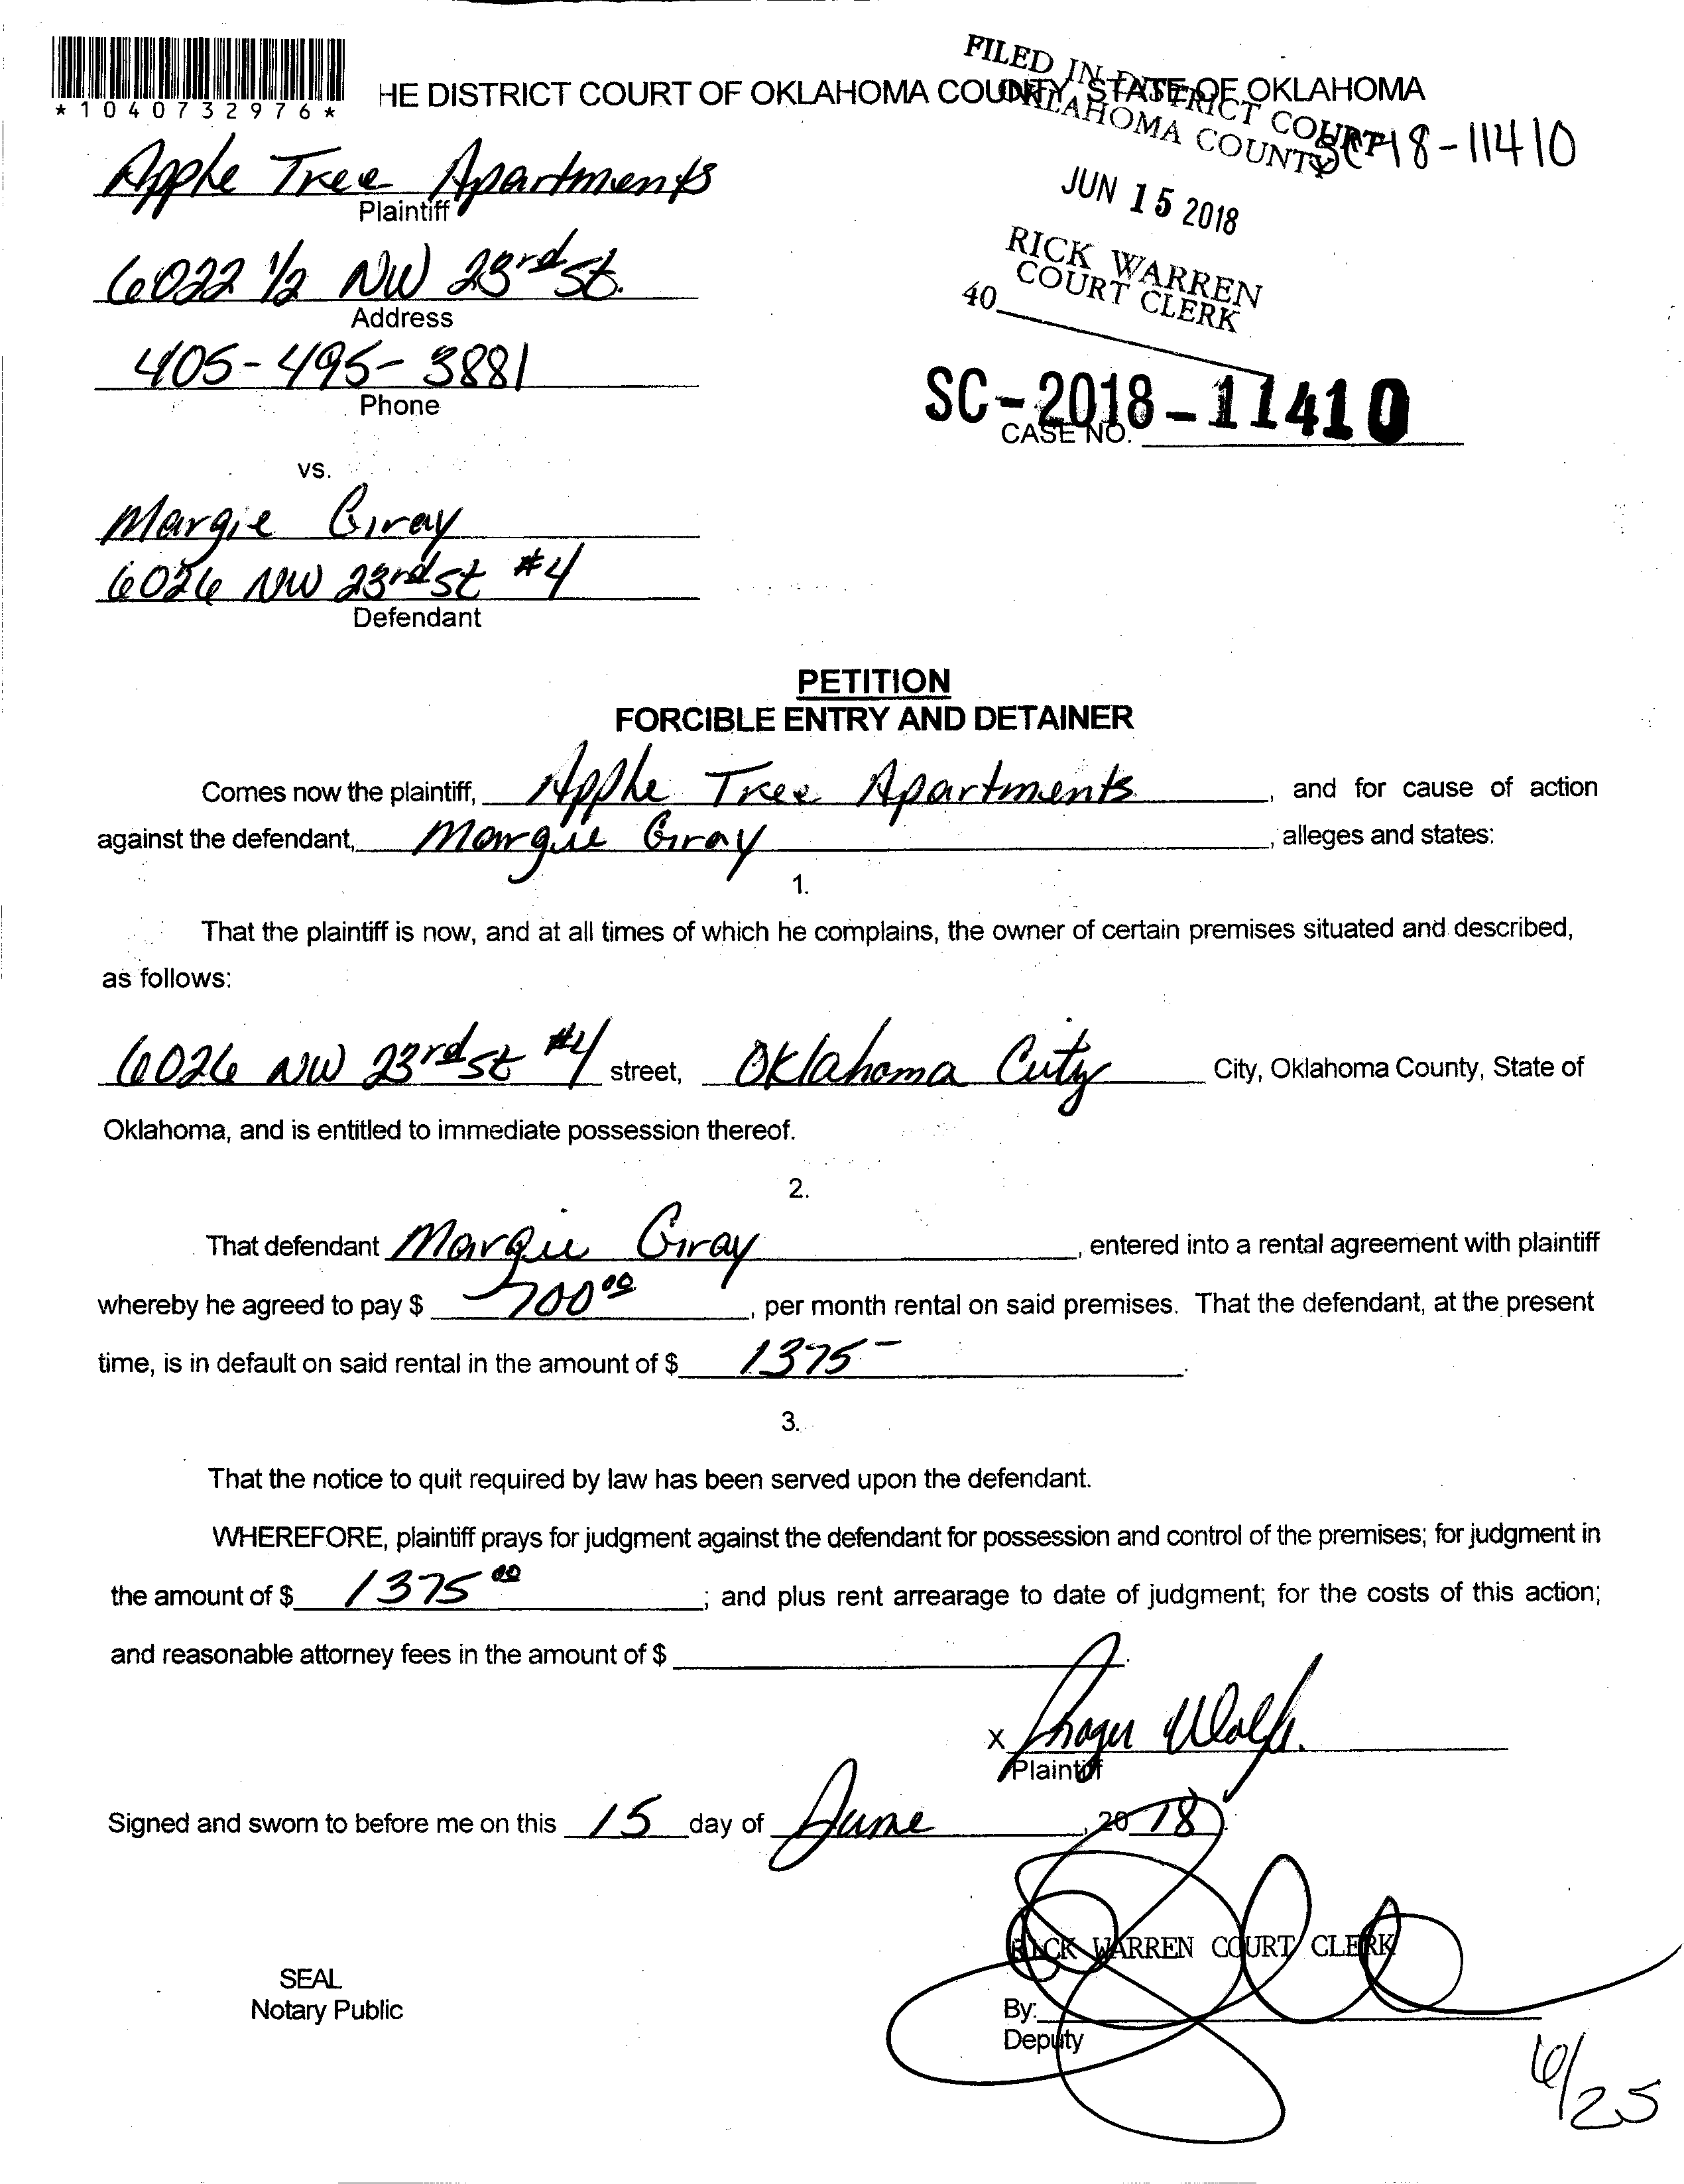 *1040732976*
HE DISTRICT COURT OF OKLAHOMA COUNTY, STATE OF OKLAHOMA
FILED IN DISTRICT COURT
OKLAHOMA COUNTY
SC-18-11410
JUN 15 2018
RICK WARREN
COURT CLERK
40
Apple Tree Apartments
Plaintiff
6022 1/2 NW 23rd St.
Address
405-495-3881
Phone
SC-2018-11410
CASE NO.
vs.
Margie Gray
6026 NW 23rd St #4
Defendant
PETITION
FORCIBLE ENTRY AND DETAINER
Comes now the plaintiff, Apple Tree Apartments, and for cause of action
against the defendant, Margie Gray, alleges and states:
1.
That the plaintiff is now, and at all times of which he complains, the owner of certain premises situated and described,
as follows:
6026 NW 23rd St #4 street, Oklahoma City City, Oklahoma County, State of
Oklahoma, and is entitled to immediate possession thereof.
2.
That defendant Margie Gray, entered into a rental agreement with plaintiff
whereby he agreed to pay $ 700 00, per month rental on said premises. That the defendant, at the present
time, is in default on said rental in the amount of $ 1375-.
3.
That the notice to quit required by law has been served upon the defendant.
WHEREFORE, plaintiff prays for judgment against the defendant for possession and control of the premises; for judgment in
the amount of $ 1375 00; and plus rent arrearage to date of judgment; for the costs of this action;
and reasonable attorney fees in the amount of $
x Wolfe
Plaintiff
Signed and sworn to before me on this 15 day of June, 2018.
RICK WARREN COURT CLERK
SEAL
Notary Public
By:
Deputy
6/25